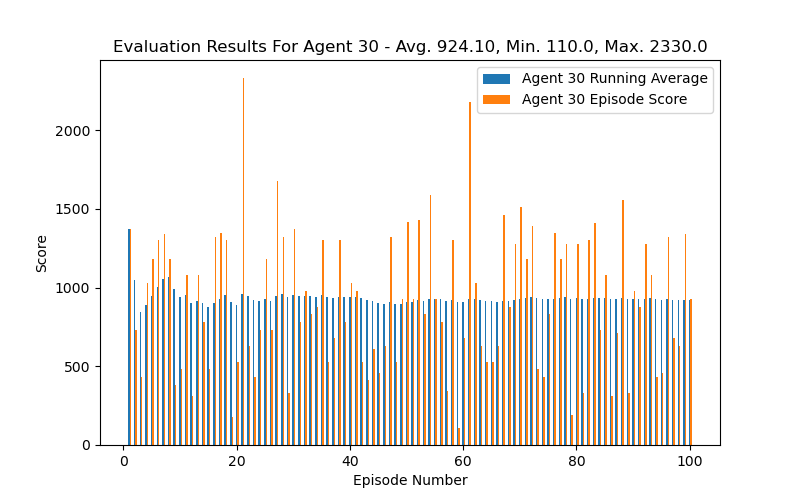 Evaluation Results For Agent 30 - Avg. 924.10, Min. 110.0, Max. 2330.0
Agent 30 Running Average
Agent 30 Episode Score
2000
1500
1000
500
0
Score
0 20 40 60 80 100
Episode Number